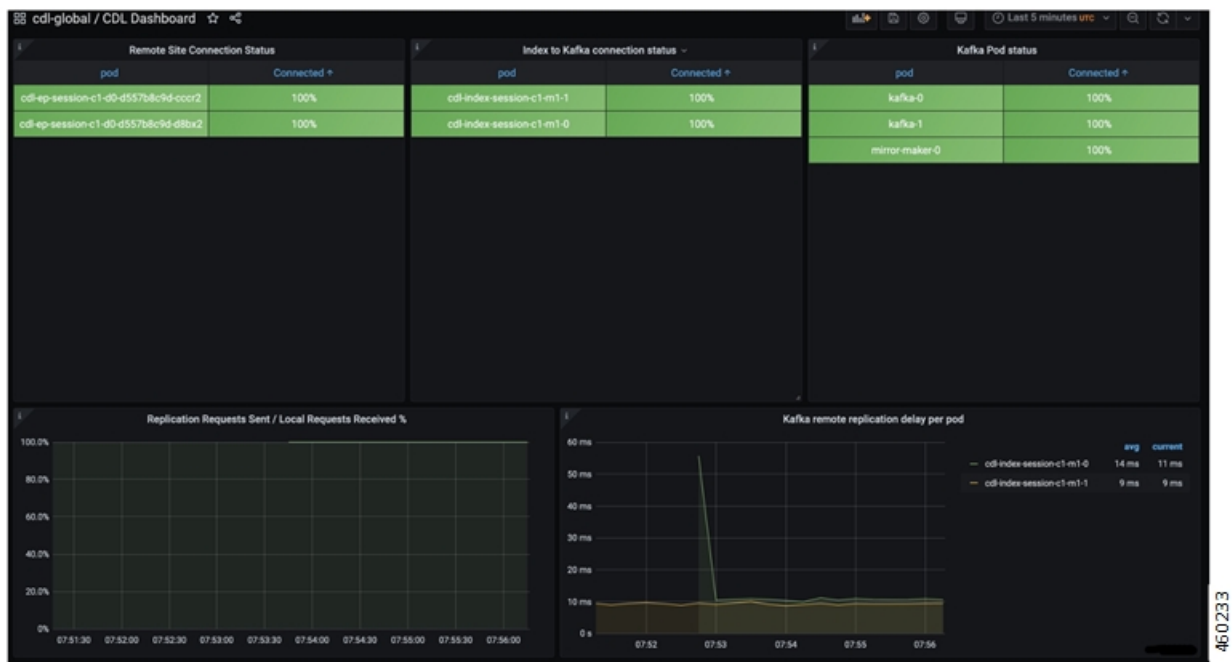 cdl-global / CDL Dashboard
Last 5 minutes UTC
Remote Site Connection Status
pod Connected ↑
cdl-ep-session-c1-d0-d557b8c9d-cccr2 100%
cdl-ep-session-c1-d0-d557b8c9d-d8bx2 100%
Index to Kafka connection status
pod Connected ↑
cdl-index-session-c1-m1-1 100%
cdl-index-session-c1-m1-0 100%
Kafka Pod status
pod Connected ↑
kafka-0 100%
kafka-1 100%
mirror-maker-0 100%
Replication Requests Sent / Local Requests Received %
100.0%
80.0%
60.0%
40.0%
20.0%
0%
07:51:30 07:52:00 07:52:30 07:53:00 07:53:30 07:54:00 07:54:30 07:55:00 07:55:30 07:56:00
Kafka remote replication delay per pod
60 ms
50 ms
40 ms
30 ms
20 ms
10 ms
0 s
07:52 07:53 07:54 07:55 07:56
avg current
cdl-index-session-c1-m1-0 14 ms 11 ms
cdl-index-session-c1-m1-1 9 ms 9 ms
460233